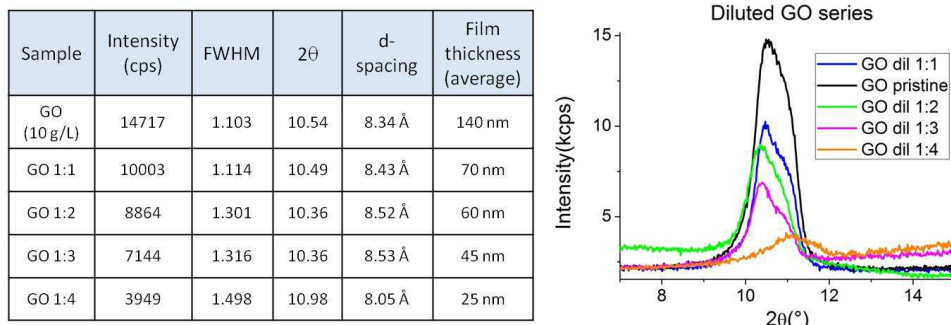 Sample Intensity (cps) FWHM 2θ d-spacing Film thickness (average)
GO (10 g/L) 14717 1.103 10.54 8.34 Å 140 nm
GO 1:1 10003 1.114 10.49 8.43 Å 70 nm
GO 1:2 8864 1.301 10.36 8.52 Å 60 nm
GO 1:3 7144 1.316 10.36 8.53 Å 45 nm
GO 1:4 3949 1.498 10.98 8.05 Å 25 nm
Diluted GO series
Intensity(kcps)
15
10
5
GO dil 1:1
GO pristine
GO dil 1:2
GO dil 1:3
GO dil 1:4
8 10 12 14
2θ(°)